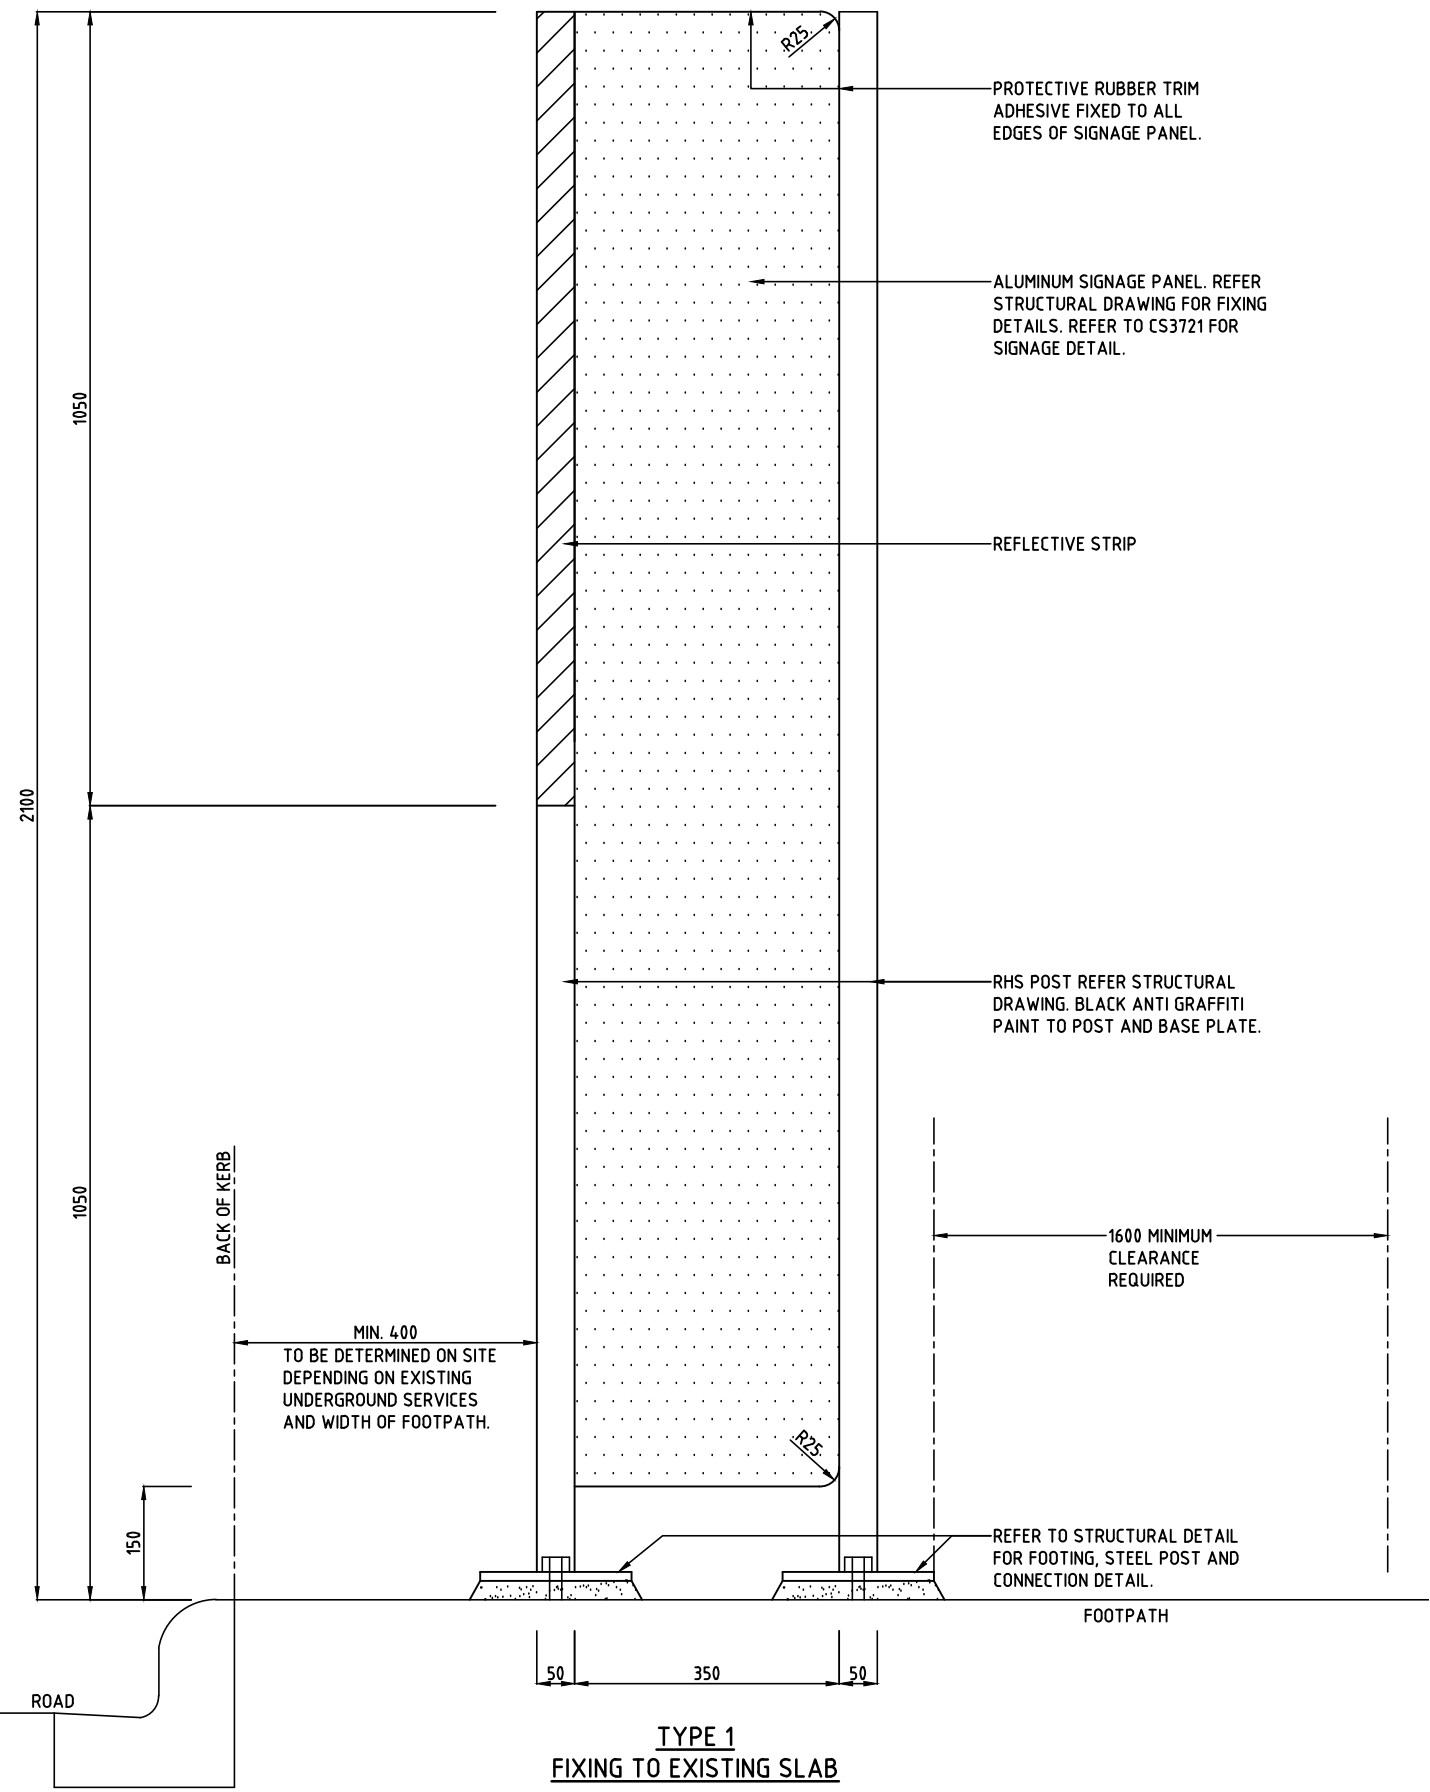 R25
PROTECTIVE RUBBER TRIM
ADHESIVE FIXED TO ALL
EDGES OF SIGNAGE PANEL.
ALUMINUM SIGNAGE PANEL. REFER
STRUCTURAL DRAWING FOR FIXING
DETAILS. REFER TO CS3721 FOR
SIGNAGE DETAIL.
1050
REFLECTIVE STRIP
2100
RHS POST REFER STRUCTURAL
DRAWING. BLACK ANTI GRAFFITI
PAINT TO POST AND BASE PLATE.
1050
BACK OF KERB
1600 MINIMUM
CLEARANCE
REQUIRED
MIN. 400
TO BE DETERMINED ON SITE
DEPENDING ON EXISTING
UNDERGROUND SERVICES
AND WIDTH OF FOOTPATH.
R25
150
REFER TO STRUCTURAL DETAIL
FOR FOOTING, STEEL POST AND
CONNECTION DETAIL.
FOOTPATH
50
350
50
ROAD
TYPE 1
FIXING TO EXISTING SLAB